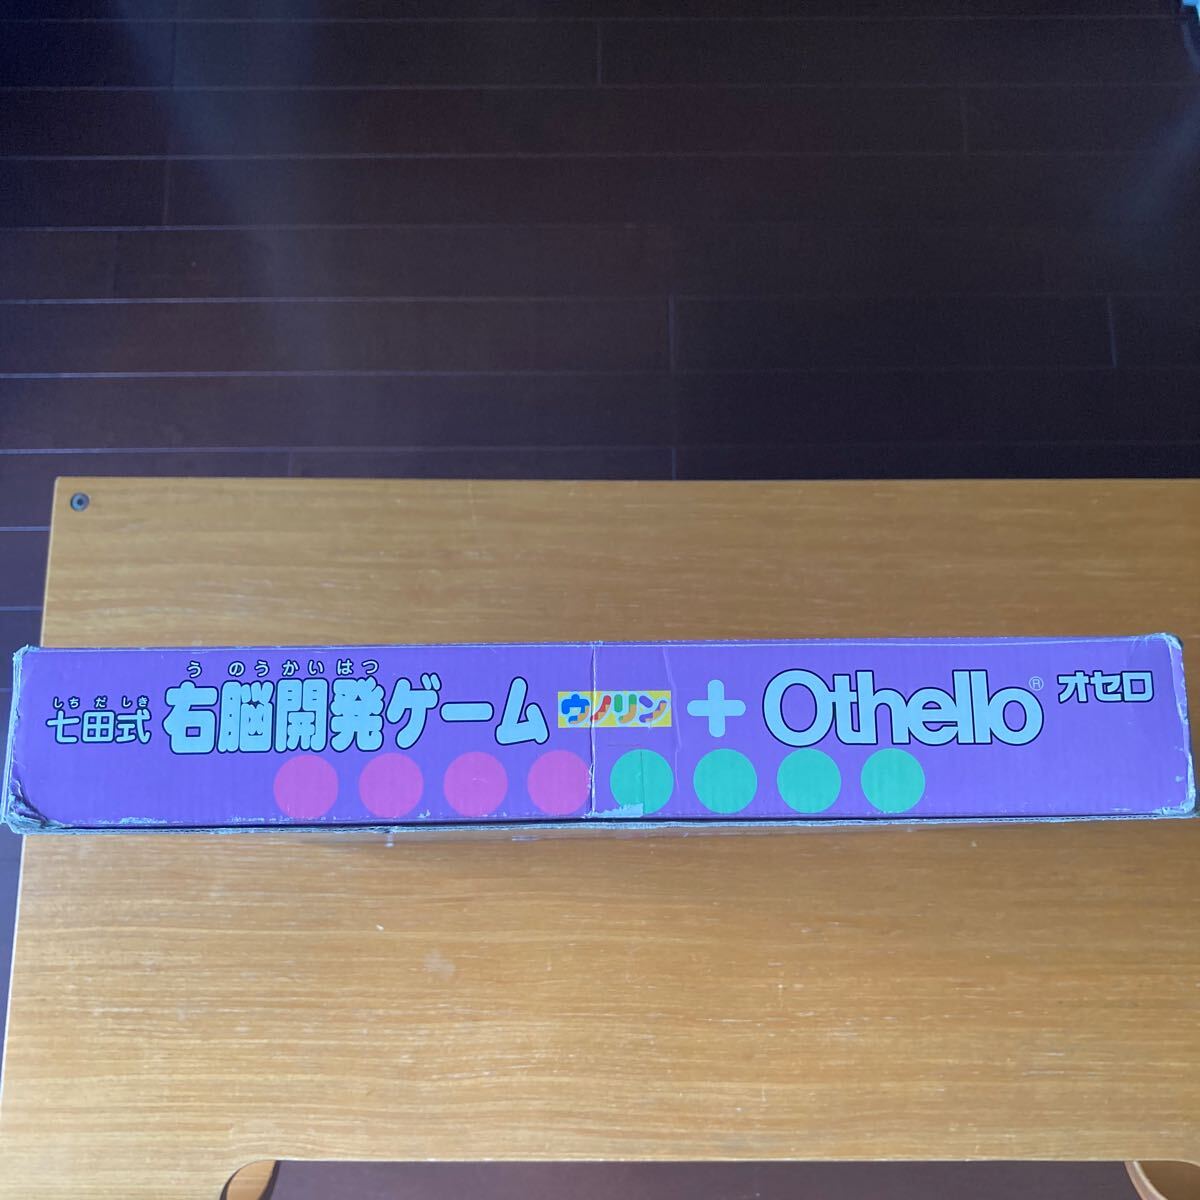 しちだしき うのうかいはつ
七田式 右脳開発ゲーム ウノリン + Othello® オセロ